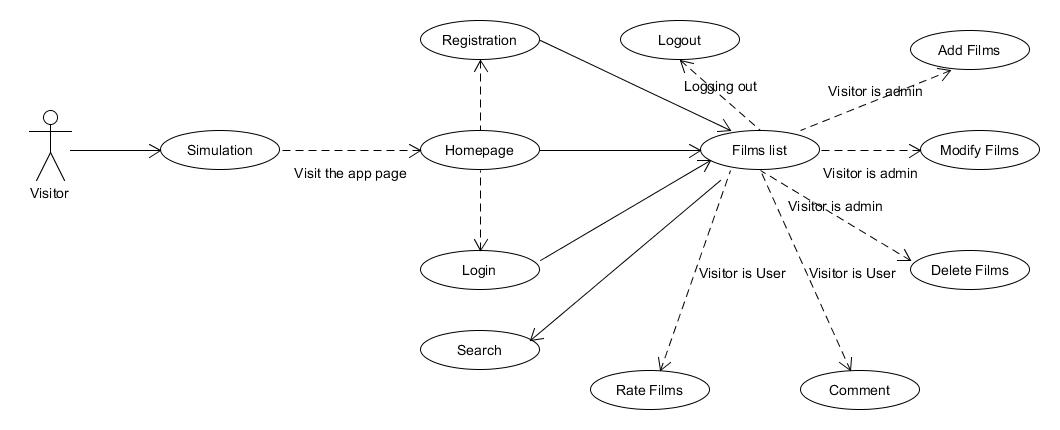 Registration
Logout
Add Films
Logging out
Visitor is admin
Simulation
Homepage
Films list
Modify Films
Visit the app page
Visitor is admin
Visitor
Visitor is admin
Login
Visitor is User
Visitor is User
Delete Films
Search
Rate Films
Comment